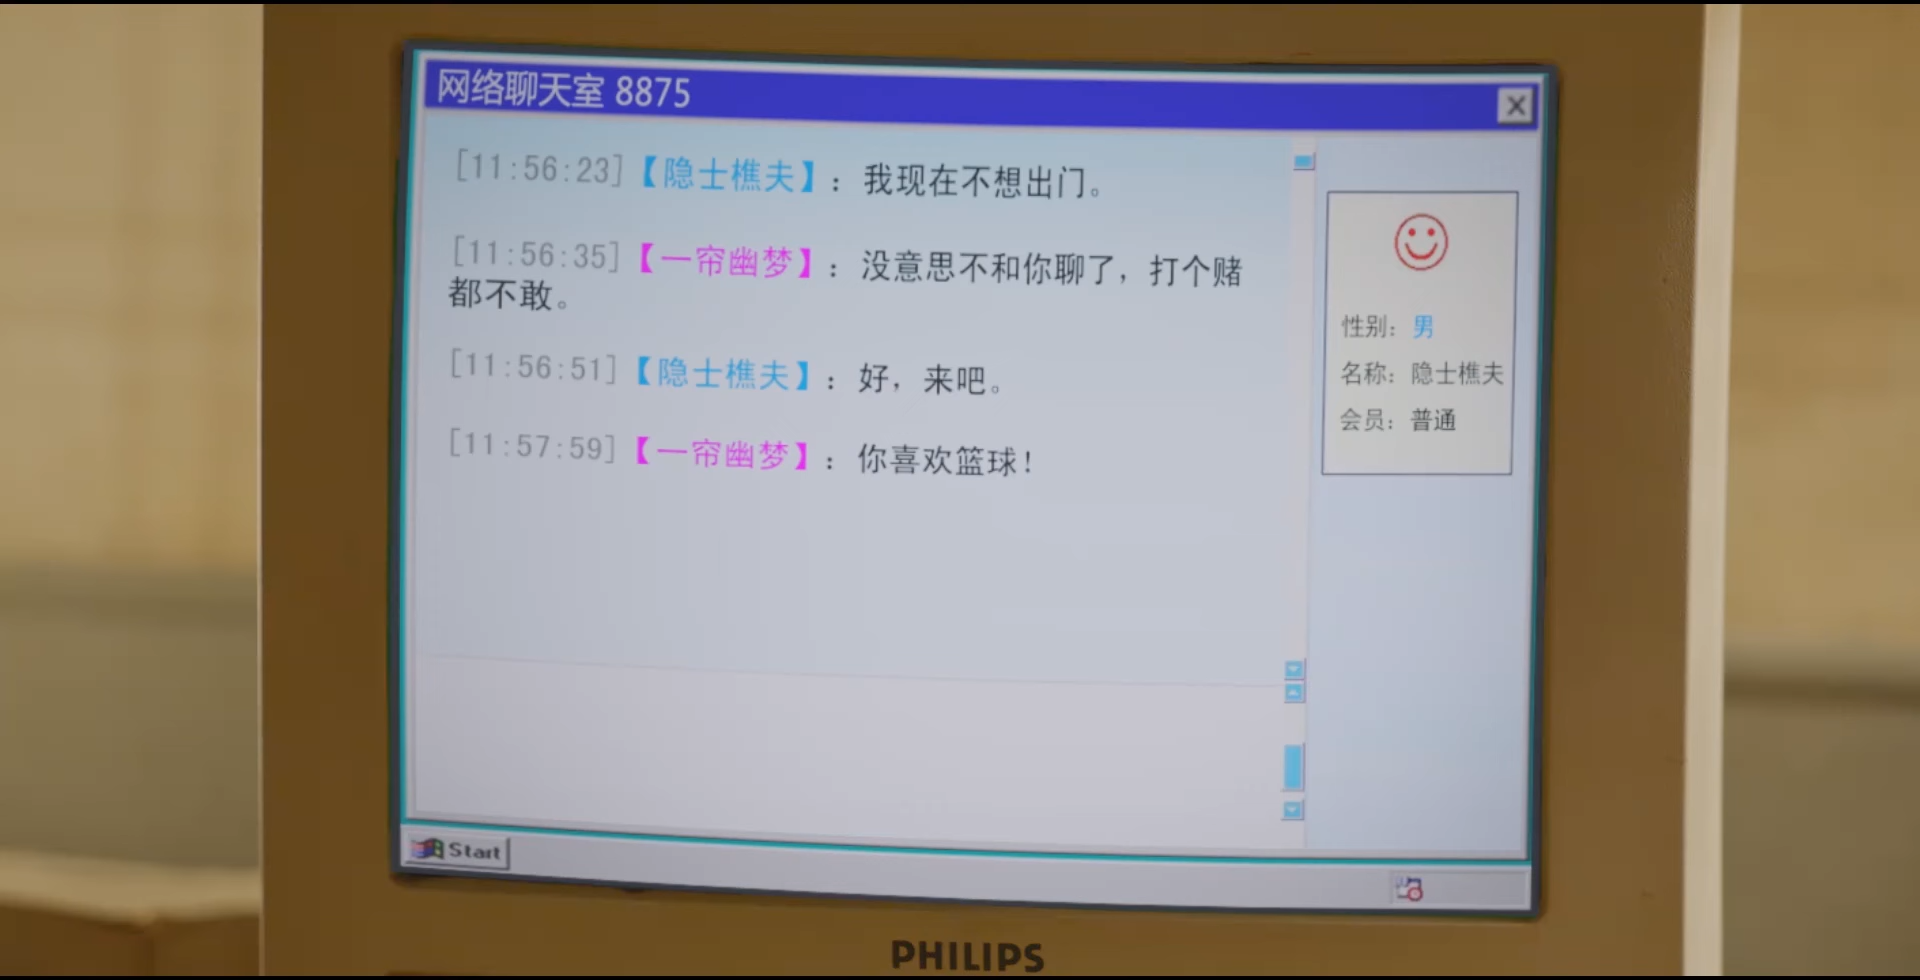 网络聊天室 8875
[11:56:23]【隐士樵夫】：我现在不想出门。
[11:56:35]【一帘幽梦】：没意思不和你聊了，打个赌
都不敢。
[11:56:51]【隐士樵夫】：好，来吧。
[11:57:59]【一帘幽梦】：你喜欢篮球！
性别：男
名称：隐士樵夫
会员：普通
Start
PHILIPS